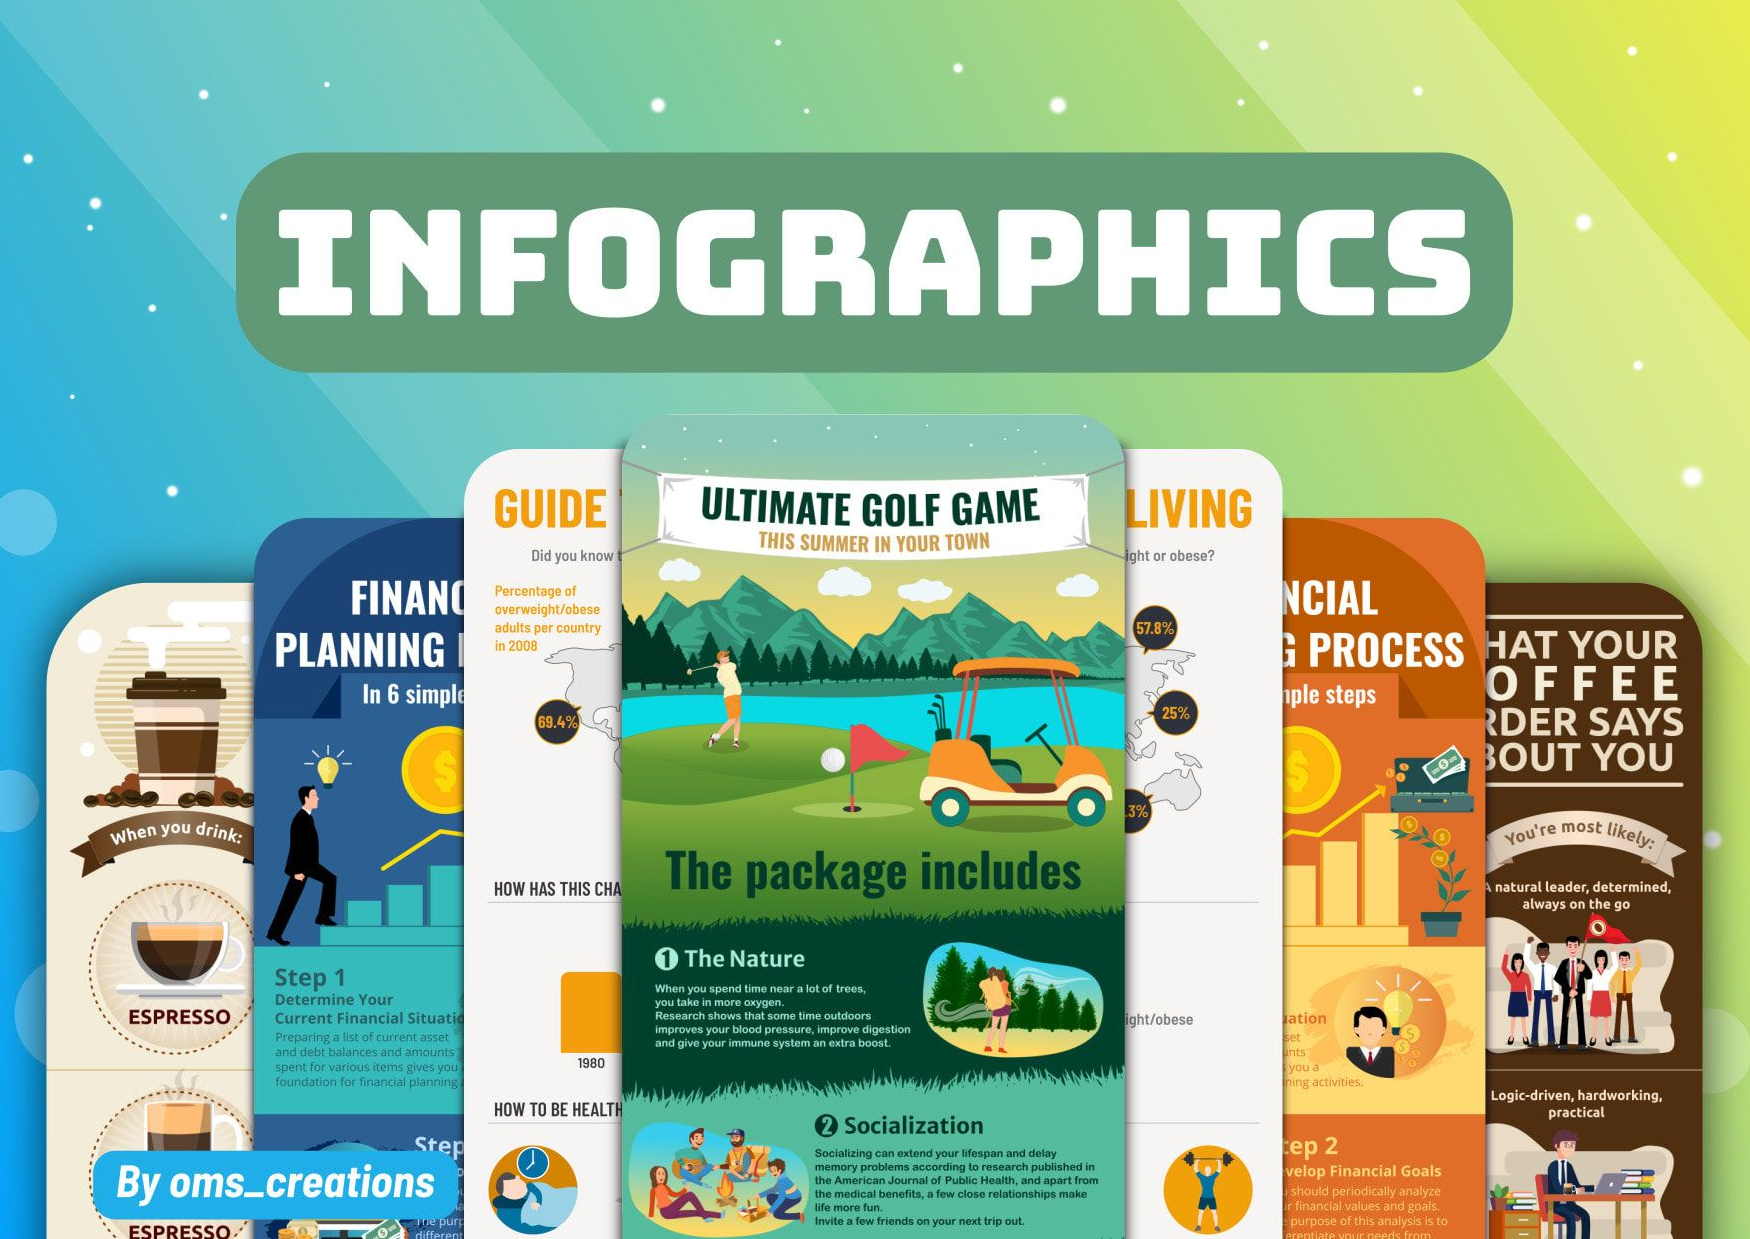 INFOGRAPHICS
When you drink:
ESPRESSO
ESPRESSO
By oms_creations
FINANC
PLANNING
In 6 simple
Step 1
Determine Your
Current Financial Situatio
Preparing a list of current asset
and debt balances and amounts
spent for various items gives you
foundation for financial planning
Step
The purp
different
GUIDE
Did you know t
Percentage of
overweight/obese
adults per country
in 2008
69.4%
HOW HAS THIS CHA
1980
HOW TO BE HEALTH
ULTIMATE GOLF GAME
THIS SUMMER IN YOUR TOWN
The package includes
1 The Nature
When you spend time near a lot of trees,
you take in more oxygen.
Research shows that some time outdoors
improves your blood pressure, improve digestion
and give your immune system an extra boost.
2 Socialization
Socializing can extend your lifespan and delay
memory problems according to research published in
the American Journal of Public Health, and apart from
the medical benefits, a few close relationships make
life more fun.
Invite a few friends on your next trip out.
LIVING
ight or obese?
57.8%
25%
.3%
ight/obese
NCIAL
G PROCESS
mple steps
uation
set
unts
s you a
nning activities.
tep 2
velop Financial Goals
u should periodically analyze
ur financial values and goals.
e purpose of this analysis is to
erentiate your needs from
HAT YOUR
OFFEE
RDER SAYS
BOUT YOU
You're most likely:
A natural leader, determined,
always on the go
Logic-driven, hardworking,
practical